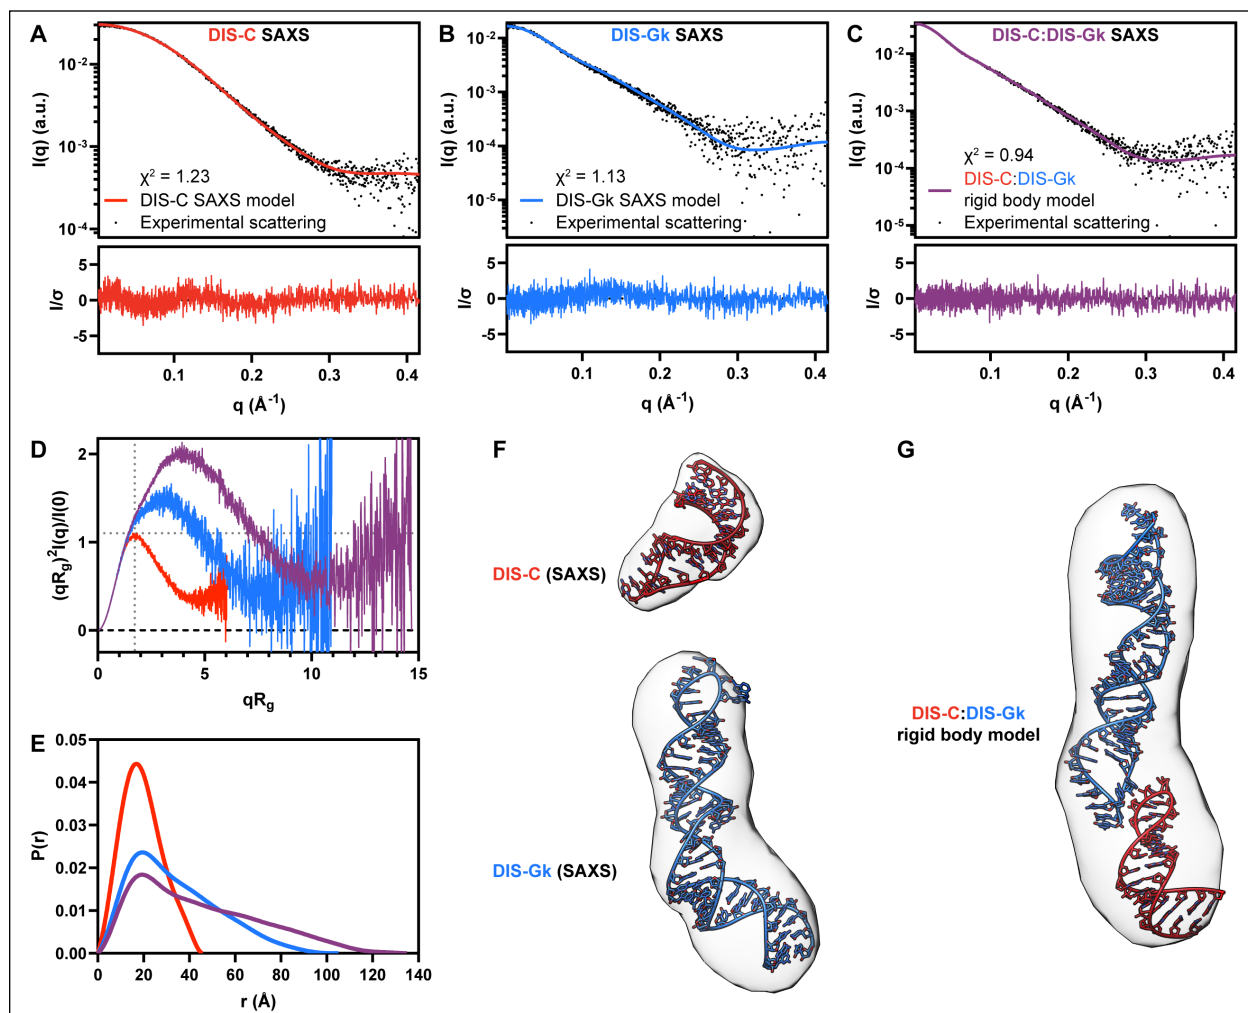 A
DIS-C SAXS
I(q) (a.u.)
10⁻²
10⁻³
10⁻⁴
χ² = 1.23
DIS-C SAXS model
Experimental scattering
I/σ
5
0
-5
0.1 0.2 0.3 0.4
q (Å⁻¹)
B
DIS-Gk SAXS
I(q) (a.u.)
10⁻²
10⁻³
10⁻⁴
10⁻⁵
χ² = 1.13
DIS-Gk SAXS model
Experimental scattering
I/σ
5
0
-5
0.1 0.2 0.3 0.4
q (Å⁻¹)
C
DIS-C:DIS-Gk SAXS
I(q) (a.u.)
10⁻²
10⁻³
10⁻⁴
10⁻⁵
χ² = 0.94
DIS-C:DIS-Gk
rigid body model
Experimental scattering
I/σ
5
0
-5
0.1 0.2 0.3 0.4
q (Å⁻¹)
D
(qRg)²I(q)/I(0)
2
1
0
0 5 10 15
qRg
E
P(r)
0.05
0.04
0.03
0.02
0.01
0.00
0 20 40 60 80 100 120 140
r (Å)
F
DIS-C (SAXS)
DIS-Gk (SAXS)
G
DIS-C:DIS-Gk
rigid body model